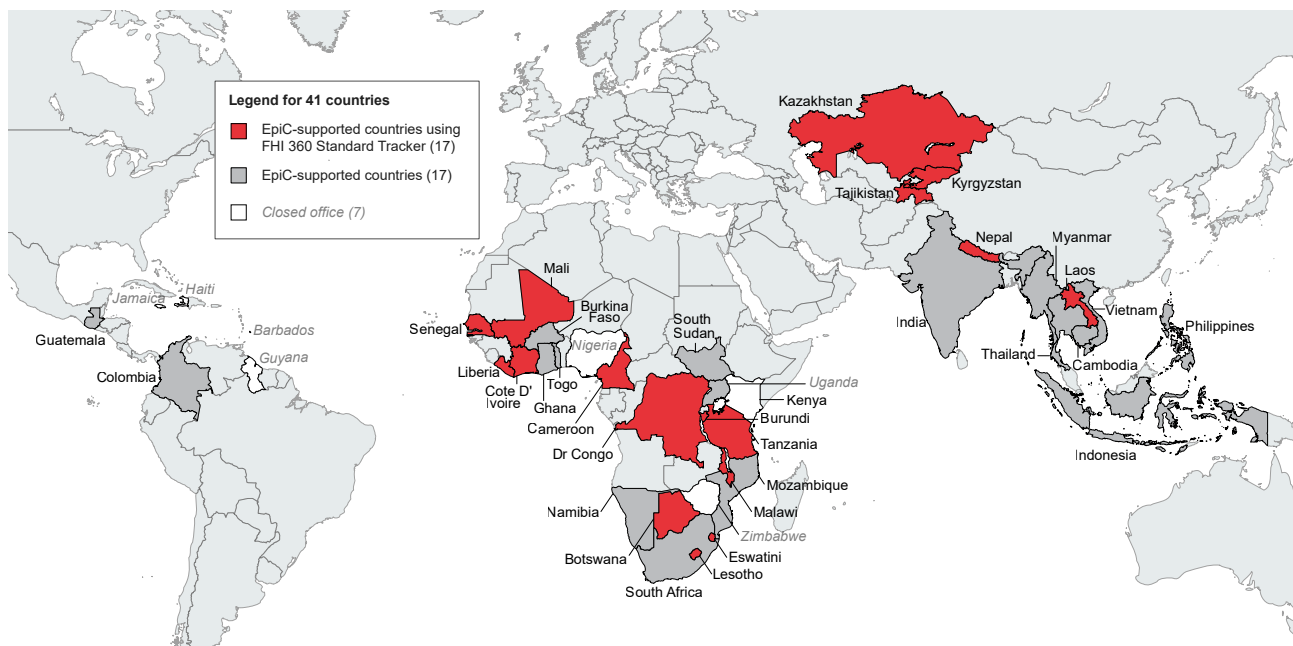 Legend for 41 countries
EpiC-supported countries using
FHI 360 Standard Tracker (17)
EpiC-supported countries (17)
Closed office (7)
Kazakhstan
Tajikistan
Kyrgyzstan
Nepal
Myanmar
Laos
India
Vietnam
Philippines
Thailand
Cambodia
Indonesia
Jamaica
Haiti
Guatemala
Barbados
Guyana
Colombia
Mali
Burkina
Faso
Senegal
Nigeria
South
Sudan
Liberia
Cote D'
Ivoire
Togo
Ghana
Cameroon
Dr Congo
Uganda
Kenya
Burundi
Tanzania
Mozambique
Malawi
Namibia
Zimbabwe
Botswana
Eswatini
Lesotho
South Africa